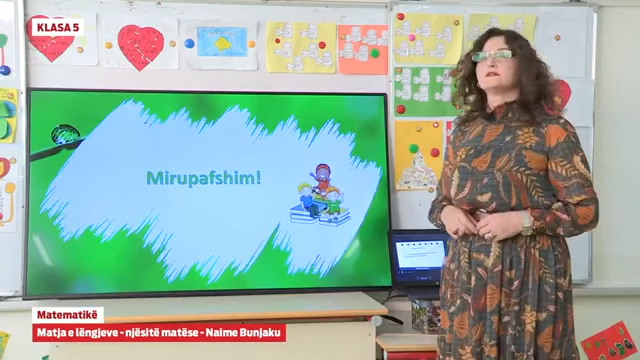 KLASA 5
Mirupafshim!
Matematikë
Matja e lëngjeve - njësitë matëse - Naime Bunjaku